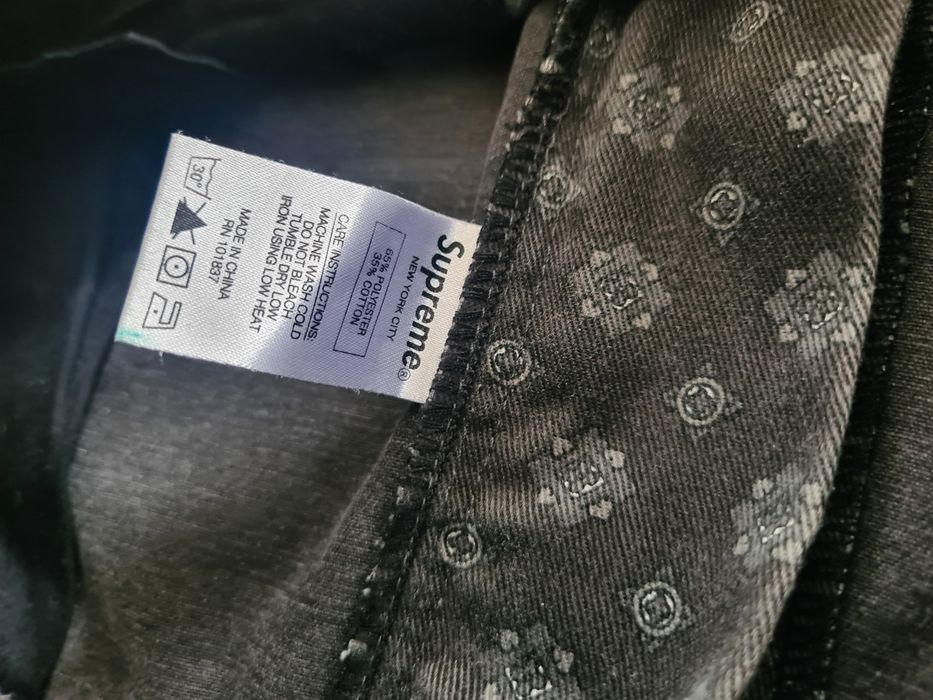 Supreme®
NEW YORK CITY
65% POLYESTER
35% COTTON
CARE INSTRUCTIONS:
MACHINE WASH COLD
DO NOT BLEACH
TUMBLE DRY LOW
IRON USING LOW HEAT
MADE IN CHINA
RN 101837
30°